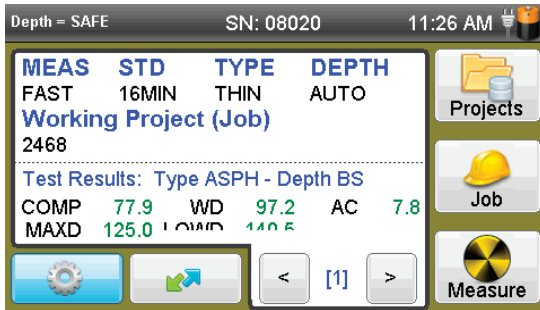 Depth = SAFE SN: 08020 11:26 AM
MEAS STD TYPE DEPTH
FAST 16MIN THIN AUTO
Working Project (Job)
2468
Test Results: Type ASPH - Depth BS
COMP 77.9 WD 97.2 AC 7.8
MAXD 125.0
Projects
Job
Measure
< [1] >